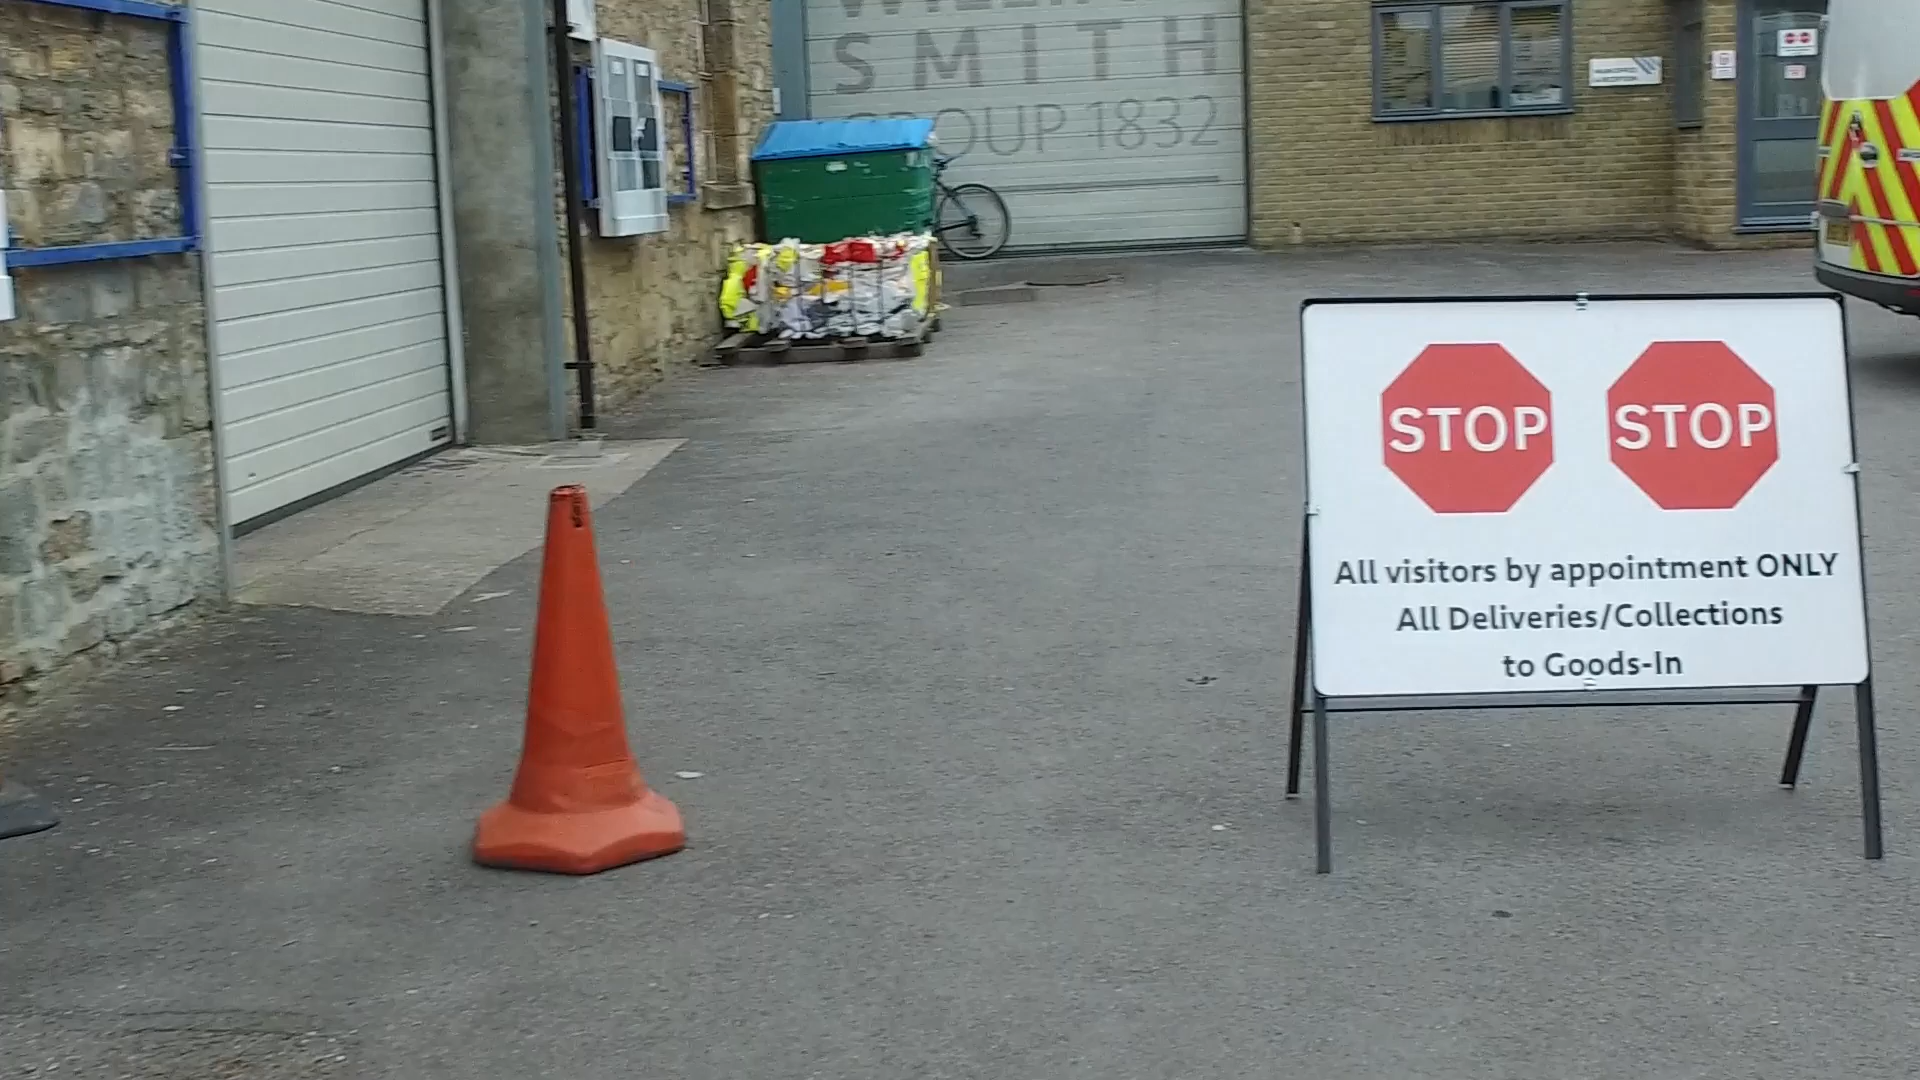 SMITH
GROUP 1832
STOP STOP
All visitors by appointment ONLY
All Deliveries/Collections
to Goods-In